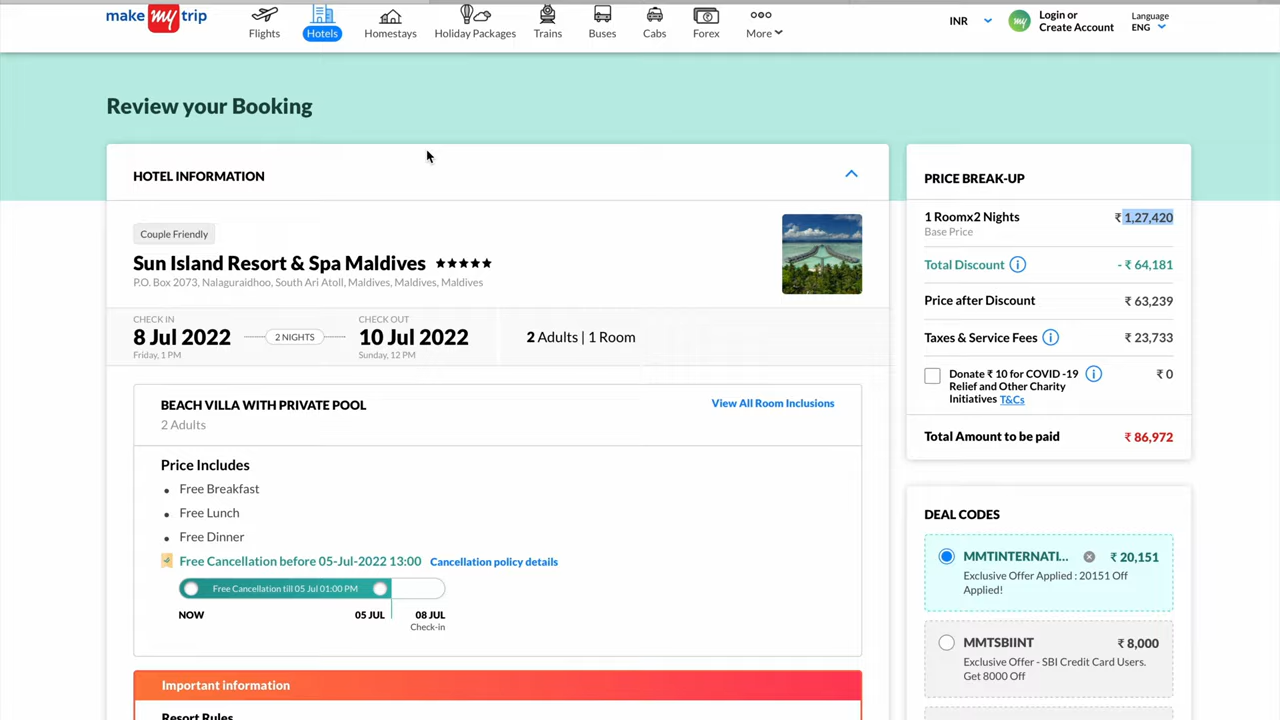 make my trip
Flights
Hotels
Homestays
Holiday Packages
Trains
Buses
Cabs
Forex
More
INR
my
Login or
Create Account
Language
ENG
Review your Booking
HOTEL INFORMATION
Couple Friendly
Sun Island Resort & Spa Maldives ★★★★★
P.O. Box 2073, Nalaguraidhoo, South Ari Atoll, Maldives, Maldives, Maldives
CHECK IN
8 Jul 2022
Friday, 1 PM
2 NIGHTS
CHECK OUT
10 Jul 2022
Sunday, 12 PM
2 Adults | 1 Room
BEACH VILLA WITH PRIVATE POOL
2 Adults
View All Room Inclusions
Price Includes
• Free Breakfast
• Free Lunch
• Free Dinner
Free Cancellation before 05-Jul-2022 13:00 Cancellation policy details
Free Cancellation till 05 Jul 01:00 PM
NOW 05 JUL 08 JUL
Check-in
Important information
Resort Rules
PRICE BREAK-UP
1 Roomx2 Nights ₹ 1,27,420
Base Price
Total Discount i - ₹ 64,181
Price after Discount ₹ 63,239
Taxes & Service Fees i ₹ 23,733
Donate ₹ 10 for COVID -19 i ₹ 0
Relief and Other Charity
Initiatives T&Cs
Total Amount to be paid ₹ 86,972
DEAL CODES
MMTINTERNATI... ₹ 20,151
Exclusive Offer Applied : 20151 Off
Applied!
MMTSBIINT ₹ 8,000
Exclusive Offer - SBI Credit Card Users.
Get 8000 Off